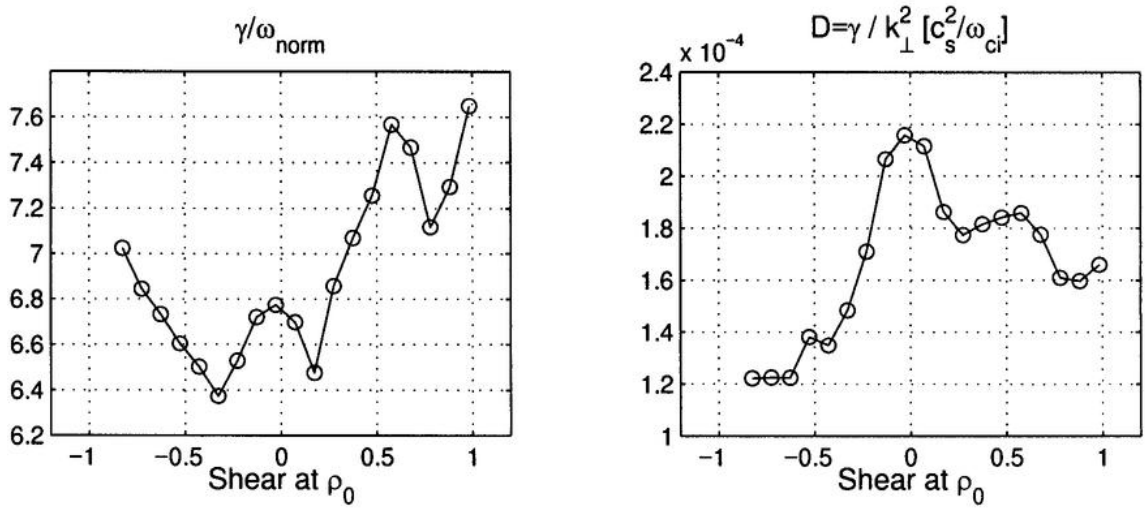 γ/ω_norm
7.6
7.4
7.2
7
6.8
6.6
6.4
6.2
−1 −0.5 0 0.5 1
Shear at ρ_0
D=γ / k_⊥^2 [c_s^2/ω_ci]
x 10^−4
2.4
2.2
2
1.8
1.6
1.4
1.2
1
−1 −0.5 0 0.5 1
Shear at ρ_0